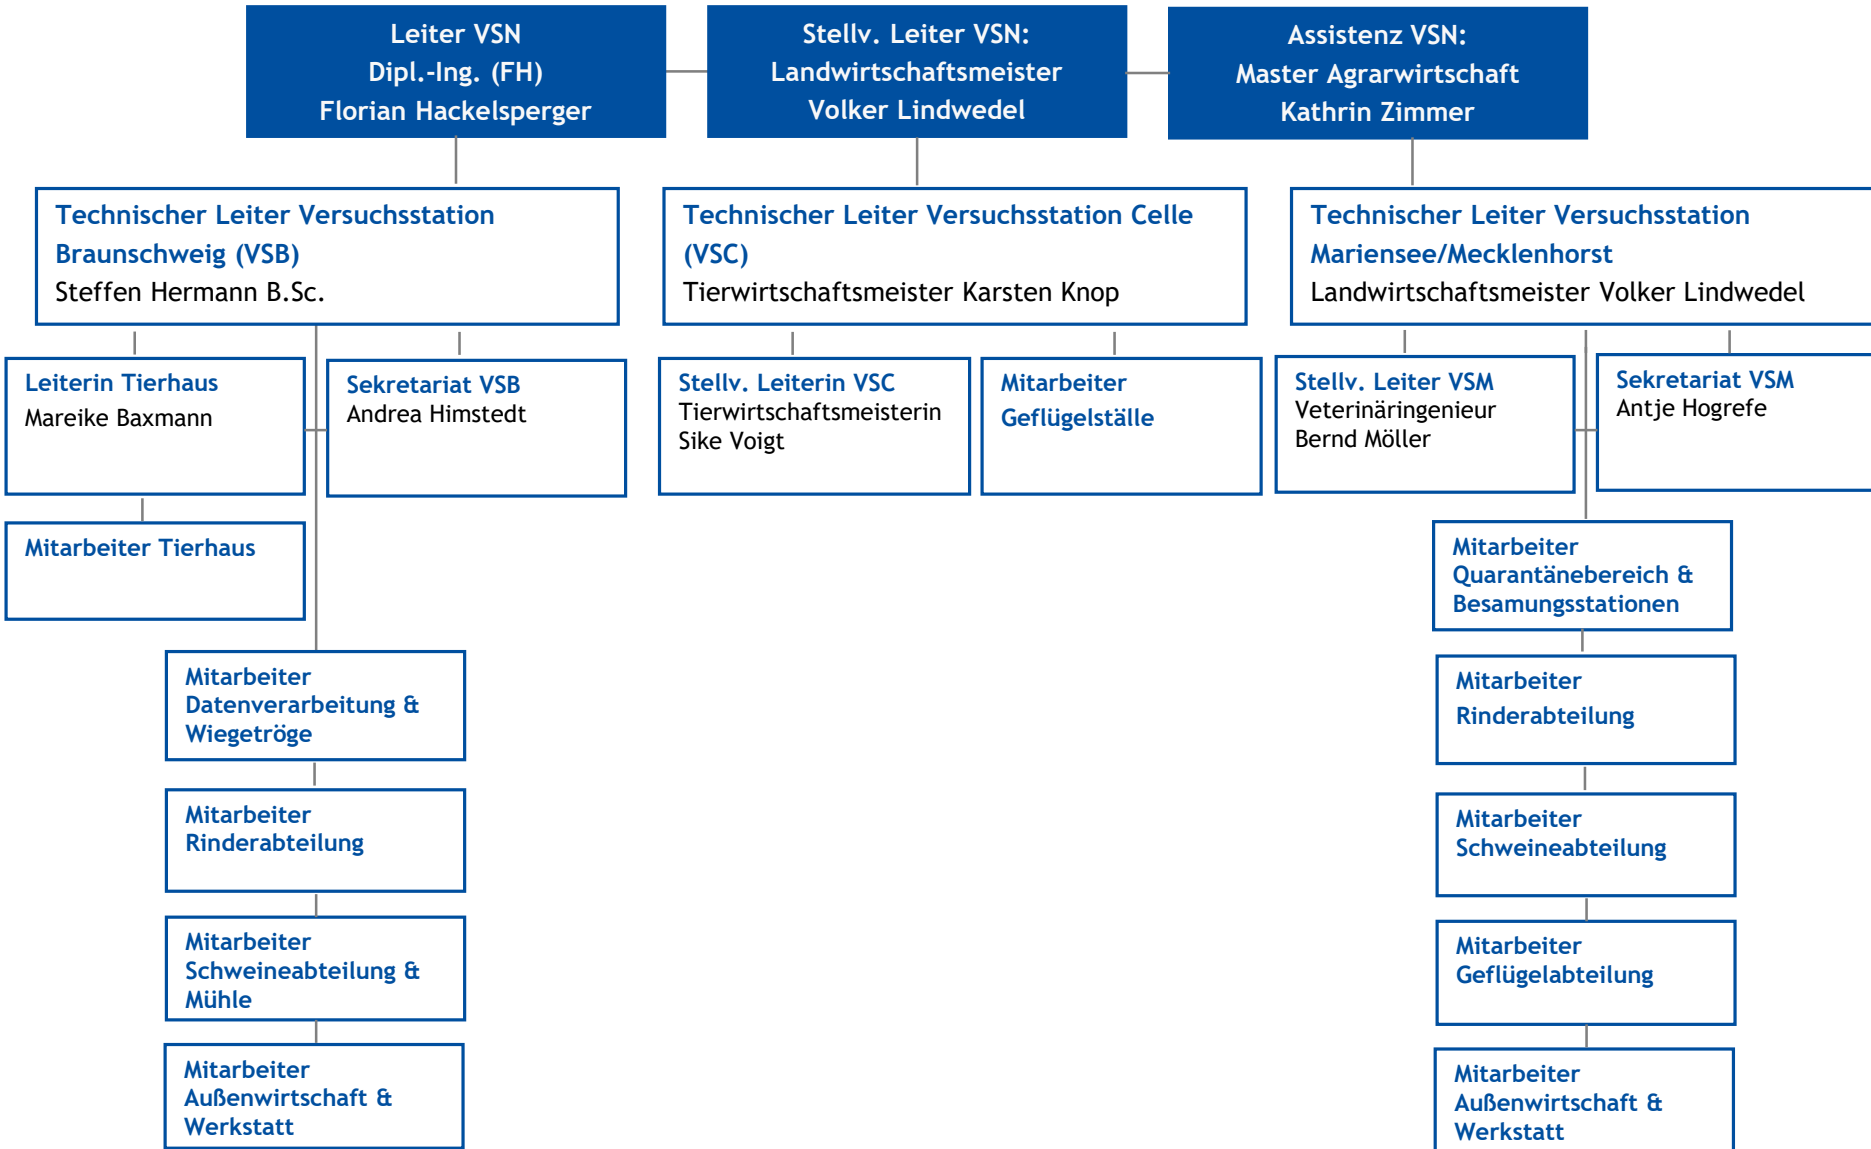 Leiter VSN
Dipl.-Ing. (FH)
Florian Hackelsperger
Stellv. Leiter VSN:
Landwirtschaftsmeister
Volker Lindwedel
Assistenz VSN:
Master Agrarwirtschaft
Kathrin Zimmer
Technischer Leiter Versuchsstation
Braunschweig (VSB)
Steffen Hermann B.Sc.
Technischer Leiter Versuchsstation Celle
(VSC)
Tierwirtschaftsmeister Karsten Knop
Technischer Leiter Versuchsstation
Mariensee/Mecklenhorst
Landwirtschaftsmeister Volker Lindwedel
Leiterin Tierhaus
Mareike Baxmann
Sekretariat VSB
Andrea Himstedt
Stellv. Leiterin VSC
Tierwirtschaftsmeisterin
Sike Voigt
Mitarbeiter
Geflügelställe
Stellv. Leiter VSM
Veterinäringenieur
Bernd Möller
Sekretariat VSM
Antje Hogrefe
Mitarbeiter Tierhaus
Mitarbeiter
Quarantänebereich &
Besamungsstationen
Mitarbeiter
Datenverarbeitung &
Wiegetröge
Mitarbeiter
Rinderabteilung
Mitarbeiter
Rinderabteilung
Mitarbeiter
Schweineabteilung
Mitarbeiter
Schweineabteilung &
Mühle
Mitarbeiter
Geflügelabteilung
Mitarbeiter
Außenwirtschaft &
Werkstatt
Mitarbeiter
Außenwirtschaft &
Werkstatt